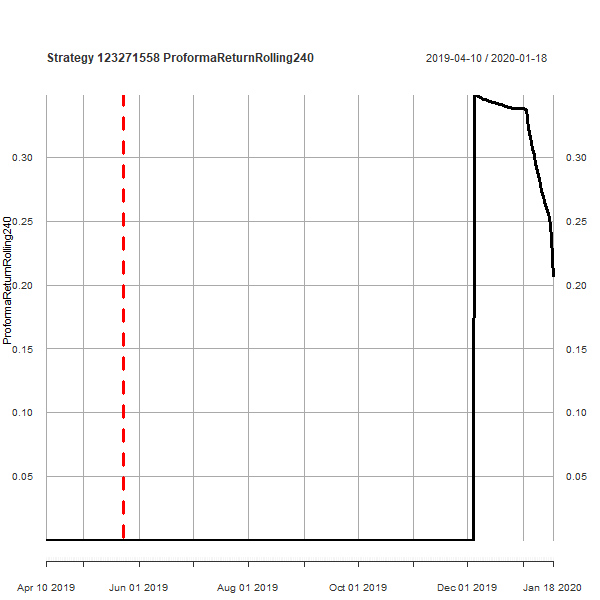 Strategy 123271558 ProformaReturnRolling240
2019-04-10 / 2020-01-18
ProformaReturnRolling240
0.30
0.25
0.20
0.15
0.10
0.05
0.30
0.25
0.20
0.15
0.10
0.05
Apr 10 2019
Jun 01 2019
Aug 01 2019
Oct 01 2019
Dec 01 2019
Jan 18 2020